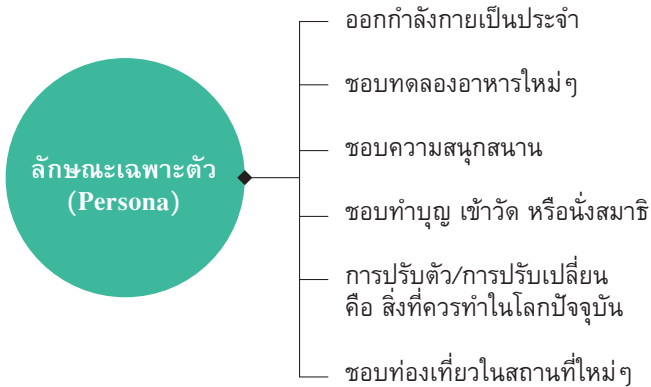 ลักษณะเฉพาะตัว
(Persona)
ออกกำลังกายเป็นประจำ
ชอบทดลองอาหารใหม่ๆ
ชอบความสนุกสนาน
ชอบทำบุญ เข้าวัด หรือนั่งสมาธิ
การปรับตัว/การปรับเปลี่ยน
คือ สิ่งที่ควรทำในโลกปัจจุบัน
ชอบท่องเที่ยวในสถานที่ใหม่ๆ